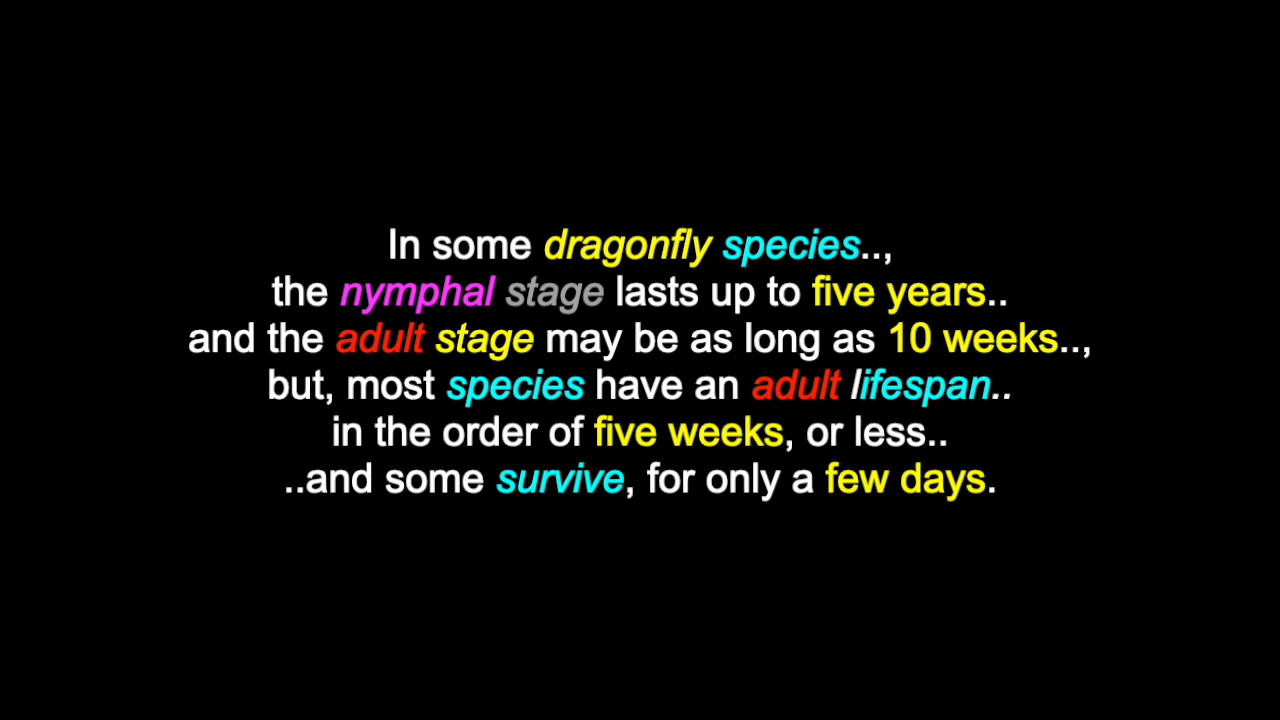 In some dragonfly species..,
the nymphal stage lasts up to five years..
and the adult stage may be as long as 10 weeks..,
but, most species have an adult lifespan..
in the order of five weeks, or less..
..and some survive, for only a few days.